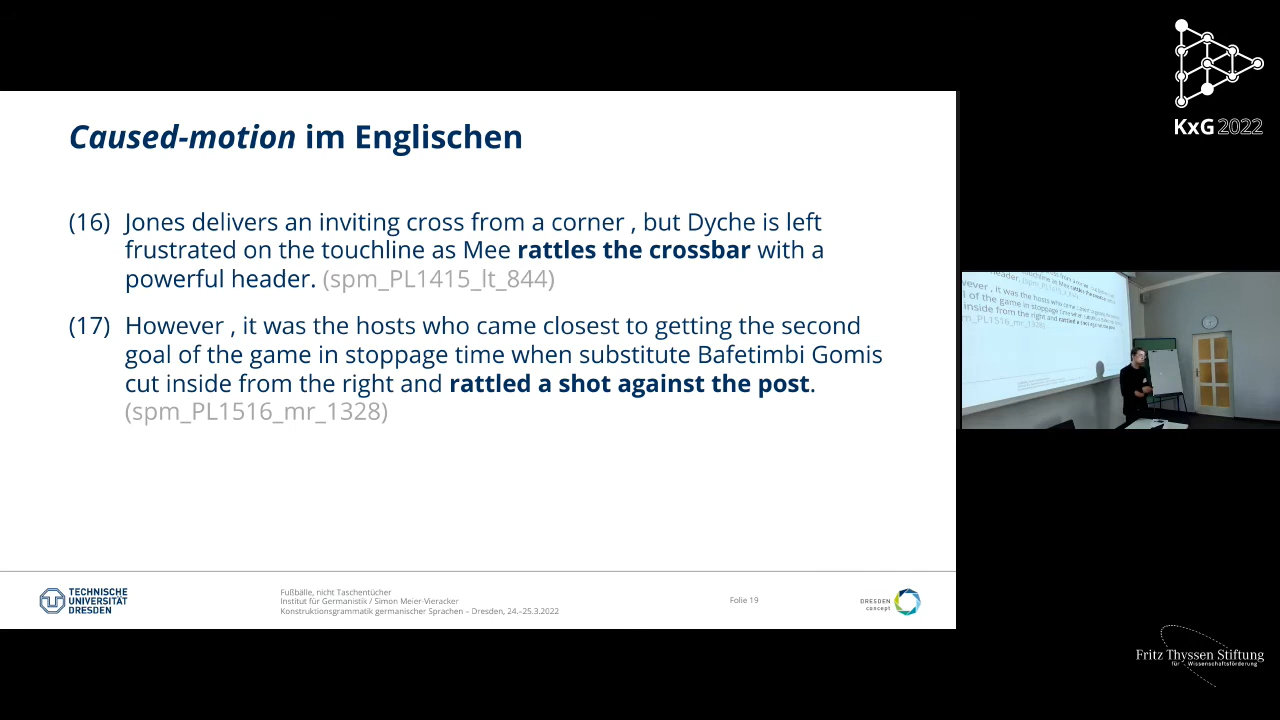 KxG 2022
Caused-motion im Englischen
(16) Jones delivers an inviting cross from a corner , but Dyche is left
frustrated on the touchline as Mee rattles the crossbar with a
powerful header. (spm_PL1415_lt_844)
(17) However , it was the hosts who came closest to getting the second
goal of the game in stoppage time when substitute Bafetimbi Gomis
cut inside from the right and rattled a shot against the post.
(spm_PL1516_mr_1328)
TECHNISCHE
UNIVERSITÄT
DRESDEN
Fußbälle, nicht Taschentücher
Institut für Germanistik / Simon Meier-Vieracker
Konstruktionsgrammatik germanischer Sprachen – Dresden, 24.–25.3.2022
Folie 19
DRESDEN
concept
Fritz Thyssen Stiftung
für Wissenschaftsförderung